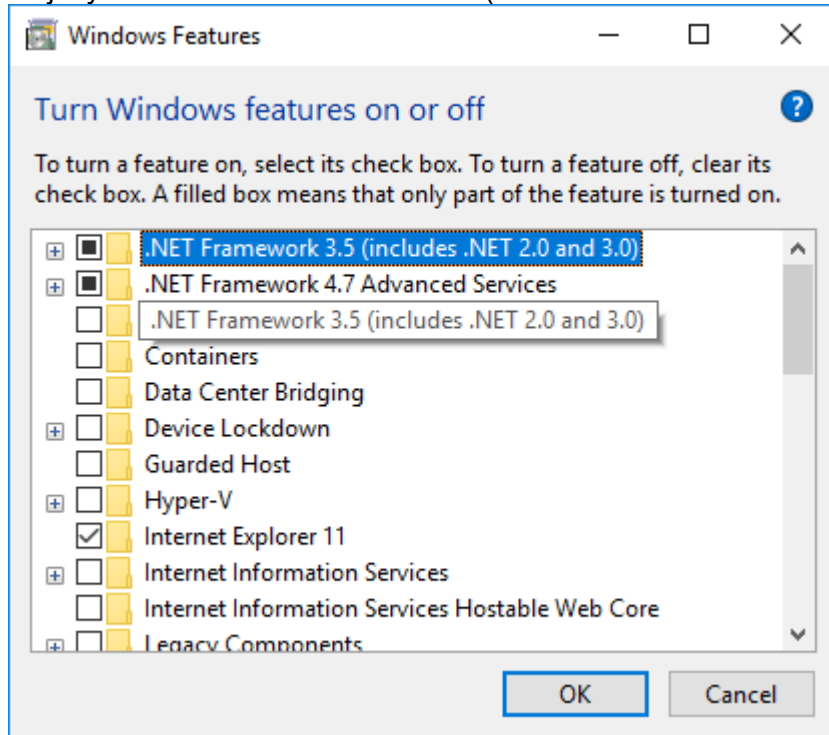 Windows Features
Turn Windows features on or off
To turn a feature on, select its check box. To turn a feature off, clear its
check box. A filled box means that only part of the feature is turned on.
.NET Framework 3.5 (includes .NET 2.0 and 3.0)
.NET Framework 4.7 Advanced Services
.NET Framework 3.5 (includes .NET 2.0 and 3.0)
Containers
Data Center Bridging
Device Lockdown
Guarded Host
Hyper-V
Internet Explorer 11
Internet Information Services
Internet Information Services Hostable Web Core
Legacy Components
OK Cancel